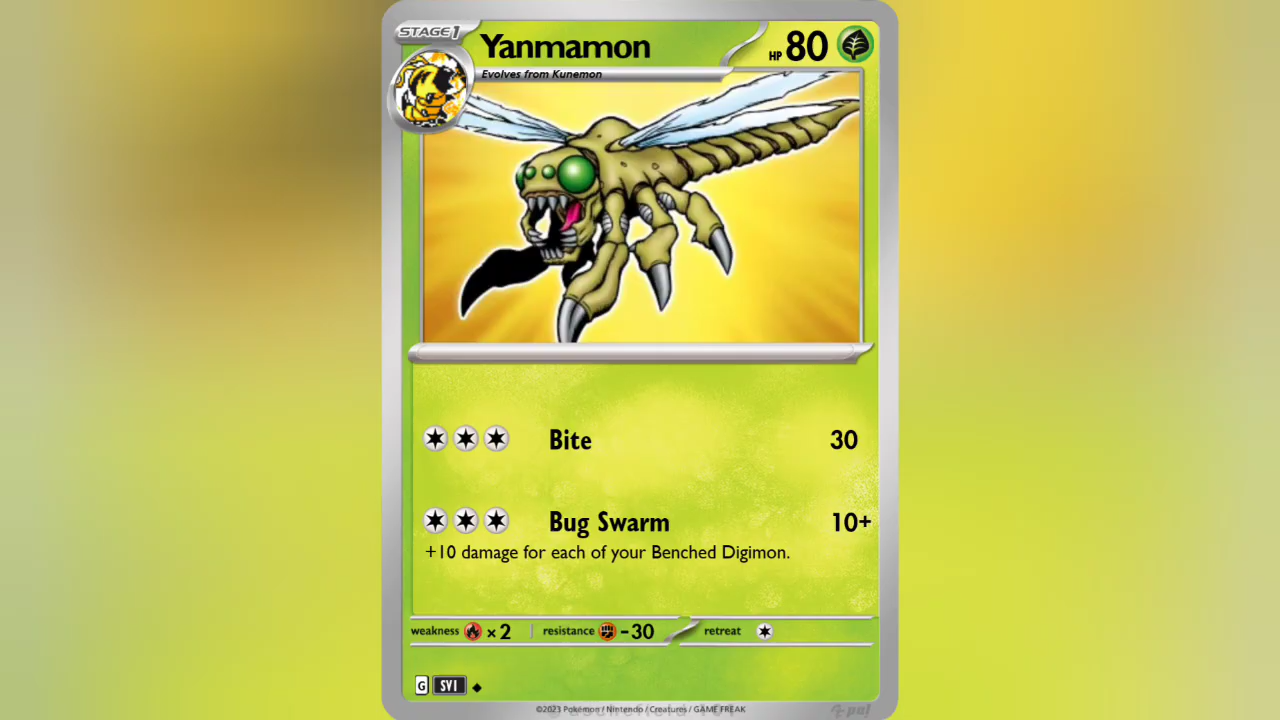 STAGE1
Yanmamon
HP 80
Evolves from Kunemon
Bite 30
Bug Swarm 10+
+10 damage for each of your Benched Digimon.
weakness ×2 resistance -30 retreat
G SVI
©2023 Pokémon / Nintendo / Creatures / GAME FREAK